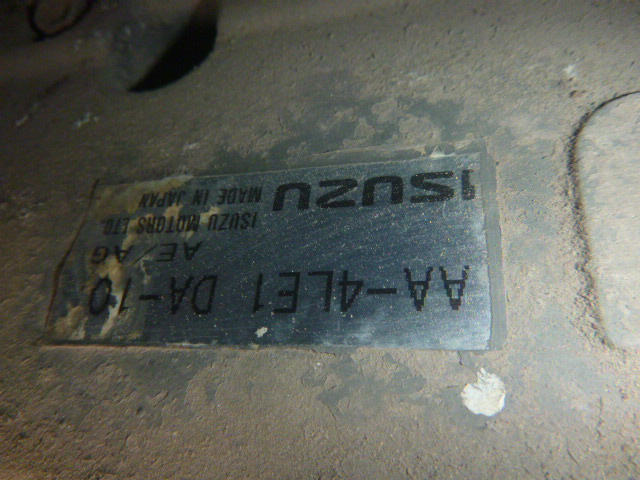 AA-4LE1 DA-10
AE/AG
ISUZU MOTORS LTD.
ISUZU MADE IN JAPAN